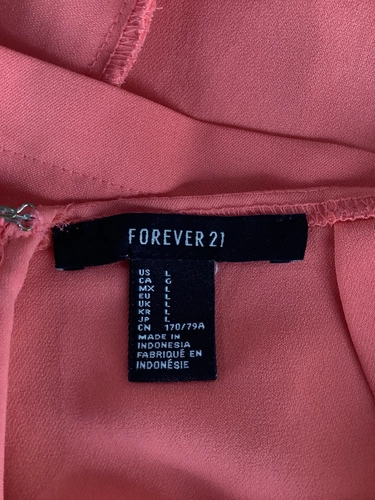 FOREVER 21
US L
CA G
MX L
EU L
UK L
KR L
JP L
CN 170/79A
MADE IN
INDONESIA
FABRIQUÉ EN
INDONÉSIE